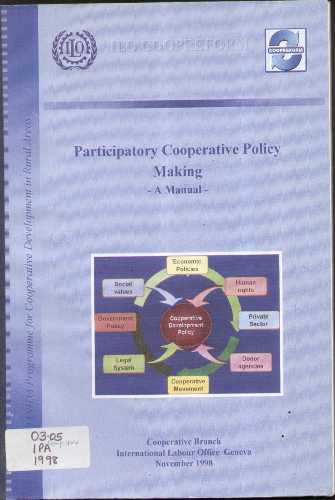 ILO
ILO COOPREFORM
COOPREFORM
Participatory Cooperative Policy
Making
- A Manual -
Programme for Cooperative Development in Rural Areas
Economic
Policies
Social
values
Human
rights
Government
Policy
Cooperative
Development
Policy
Private
Sector
Legal
System
Donor
agencies
Cooperative
Movement
03-05
IPA
1998
Cooperative Branch
International Labour Office Geneva
November 1998